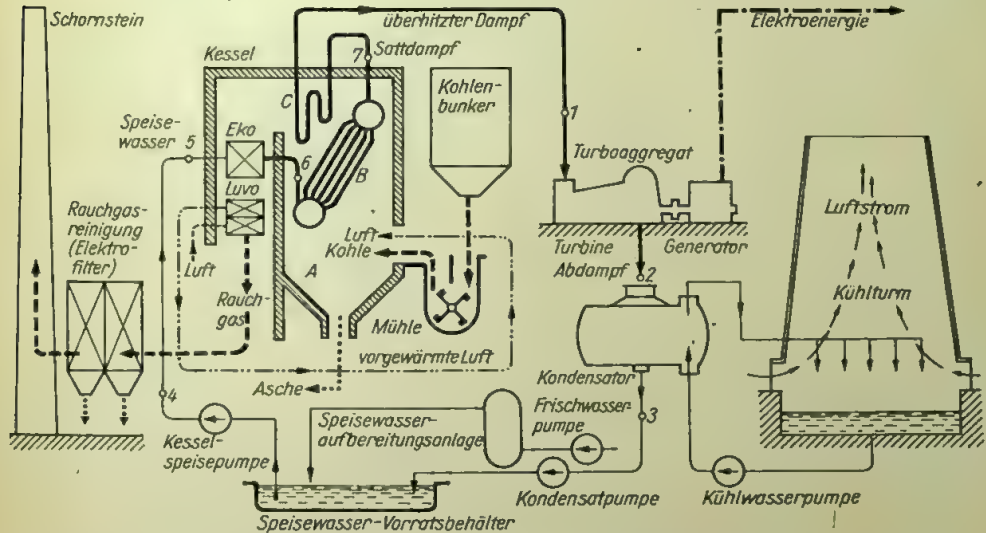 Schornstein
überhitzter Dampf
Elektroenergie
Kessel
7
Sattdampf
C
Kohlen-
bunker
1
Speise-
wasser
5
Eko
6
B
Turboaggregat
Luvo
Rauchgas-
reinigung
(Elektro-
filter)
Luft
Luft
Kohle
A
Turbine
Generator
Abdampf
2
Luftstrom
Kühlturm
Rauch-
gas
Mühle
vorgewärmte Luft
Asche
4
Kondensator
3
Speisewasser-
aufbereitungsanlage
Frischwasser-
pumpe
Kessel-
speisepumpe
Kondensatpumpe
Kühlwasserpumpe
Speisewasser-Vorratsbehälter